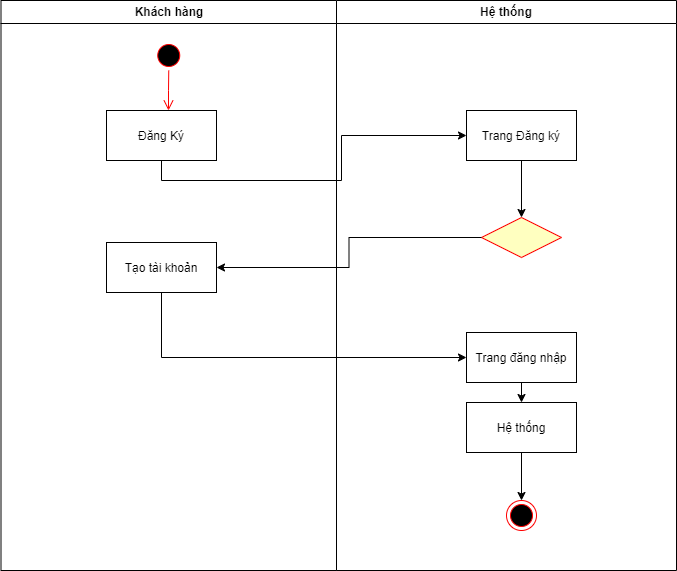 Khách hàng
Hệ thống
Đăng Ký
Trang Đăng ký
Tạo tài khoản
Trang đăng nhập
Hệ thống